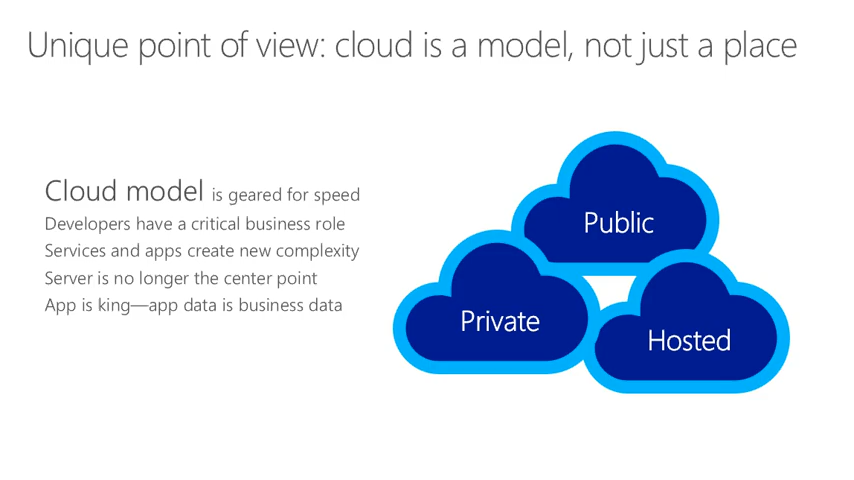 Unique point of view: cloud is a model, not just a place
Cloud model is geared for speed
Developers have a critical business role
Services and apps create new complexity
Server is no longer the center point
App is king—app data is business data
Public
Private
Hosted